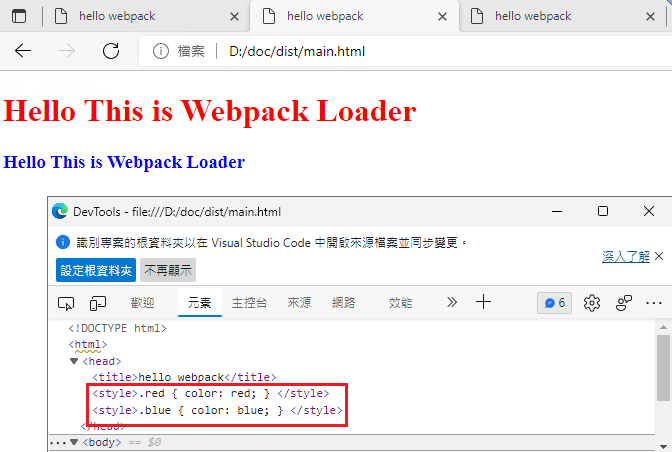 hello webpack hello webpack hello webpack
檔案 D:/doc/dist/main.html
Hello This is Webpack Loader
Hello This is Webpack Loader
DevTools - file:///D:/doc/dist/main.html
識別專案的根資料夾以在 Visual Studio Code 中開啟來源檔案並同步變更。
深入了解
設定根資料夾 不再顯示
歡迎 元素 主控台 來源 網路 效能 6
<!DOCTYPE html>
<html>
<head>
<title>hello webpack</title>
<style>.red { color: red; } </style>
<style>.blue { color: blue; } </style>
</head>
<body> == $0